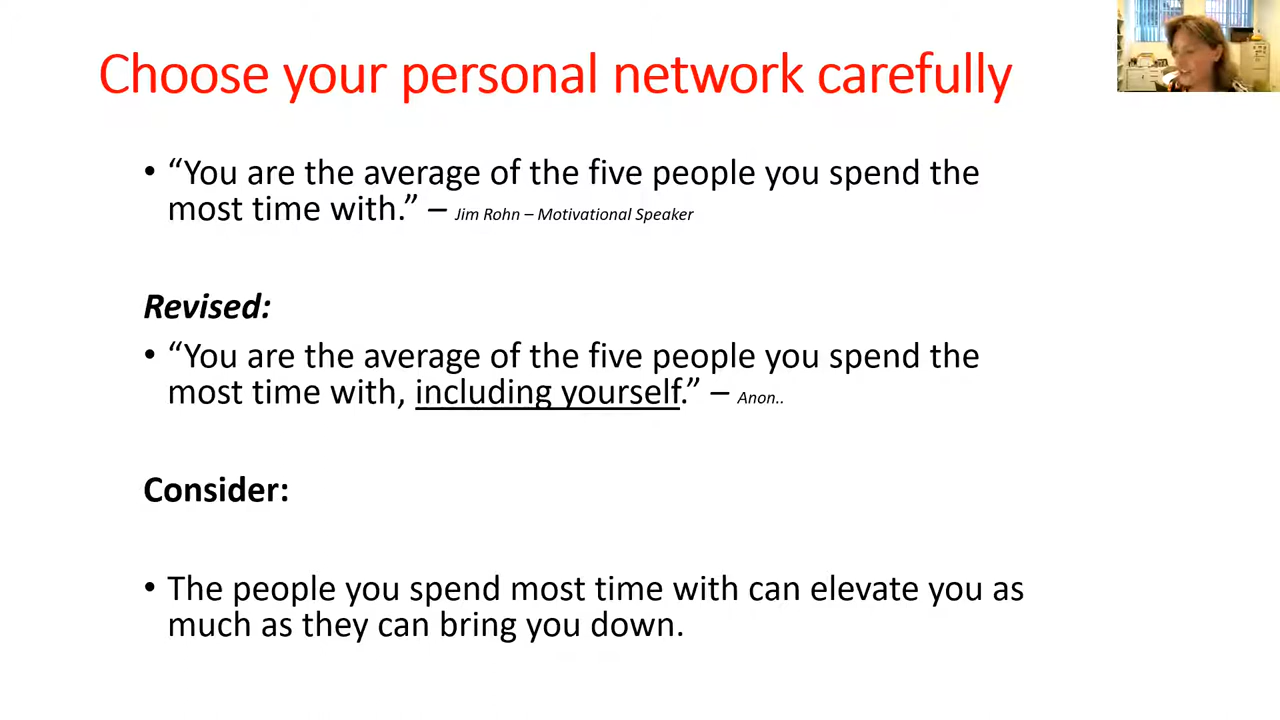 Choose your personal network carefully
• “You are the average of the five people you spend the
most time with.” – Jim Rohn – Motivational Speaker
Revised:
• “You are the average of the five people you spend the
most time with, including yourself.” – Anon..
Consider:
• The people you spend most time with can elevate you as
much as they can bring you down.